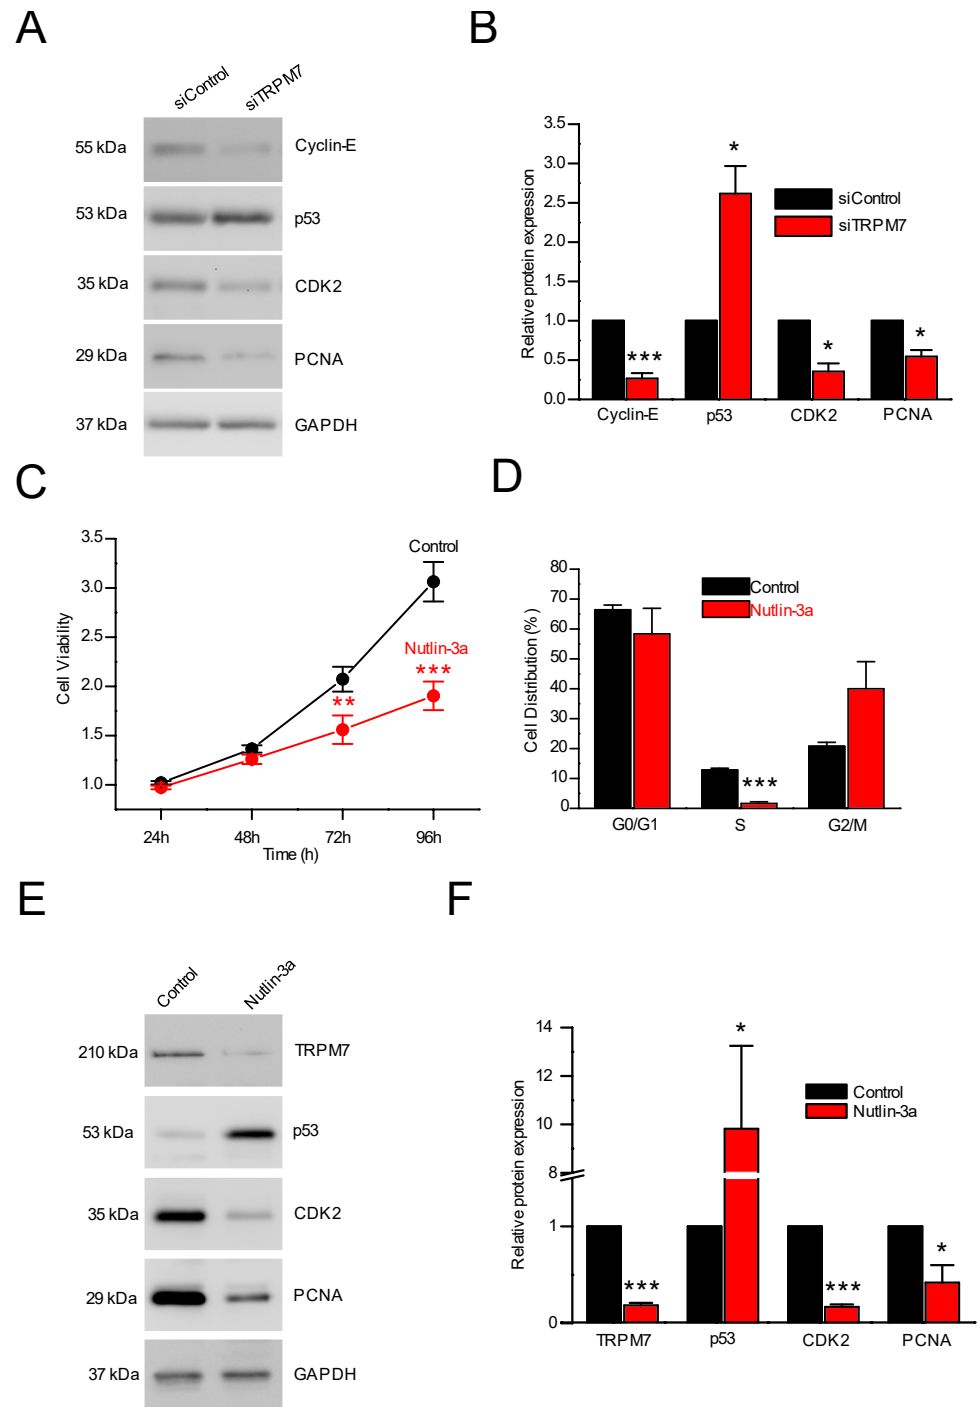 A
siControl
siTRPM7
55 kDa
Cyclin-E
53 kDa
p53
35 kDa
CDK2
29 kDa
PCNA
37 kDa
GAPDH
B
Relative protein expression
3.5
3.0
2.5
2.0
1.5
1.0
0.5
0.0
siControl
siTRPM7
***
*
*
*
Cyclin-E
p53
CDK2
PCNA
C
Cell Viability
3.5
3.0
2.5
2.0
1.5
1.0
Control
Nutlin-3a
***
**
24h
48h
72h
96h
Time (h)
D
Cell Distribution (%)
80
70
60
50
40
30
20
10
0
Control
Nutlin-3a
***
G0/G1
S
G2/M
E
Control
Nutlin-3a
210 kDa
TRPM7
53 kDa
p53
35 kDa
CDK2
29 kDa
PCNA
37 kDa
GAPDH
F
Relative protein expression
14
12
10
8
1
0
Control
Nutlin-3a
***
*
***
*
TRPM7
p53
CDK2
PCNA